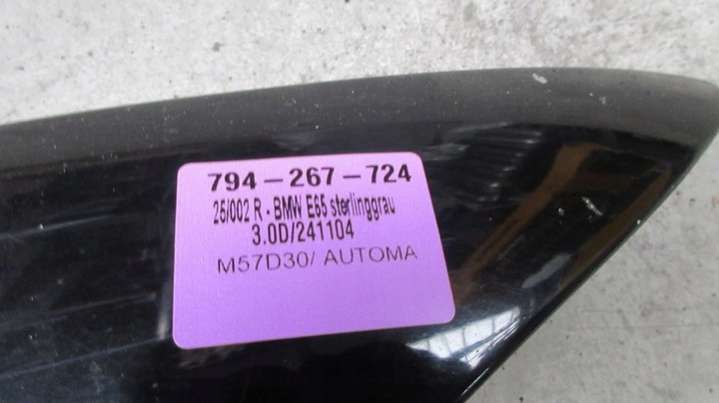 794-267-724
26/002 R - BMW E65 sterlinggrau
3.0D/241104
M57D30/ AUTOMA